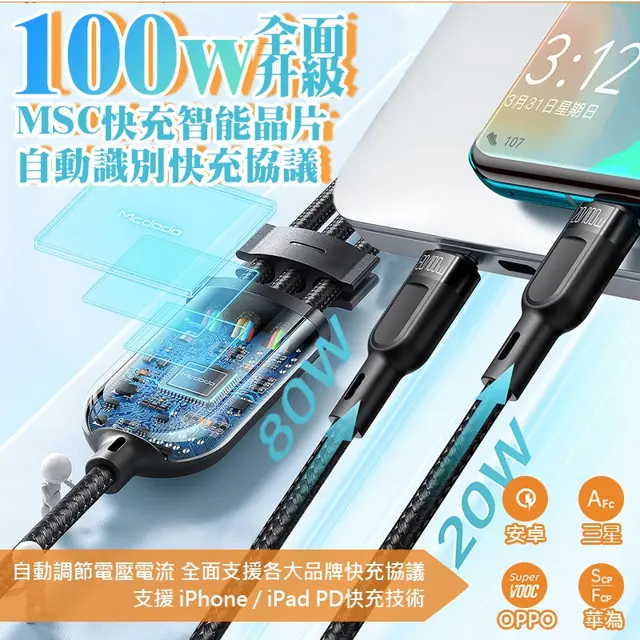 100w全面升級
MSC快充智能晶片
自動識別快充協議
Mcdodo
3:12
3月31日星期日
107
80W
20W
AFC
安卓
三星
Super
VOOC
SCP
FCP
OPPO
華為
自動調節電壓電流 全面支援各大品牌快充協議
支援 iPhone / iPad PD快充技術